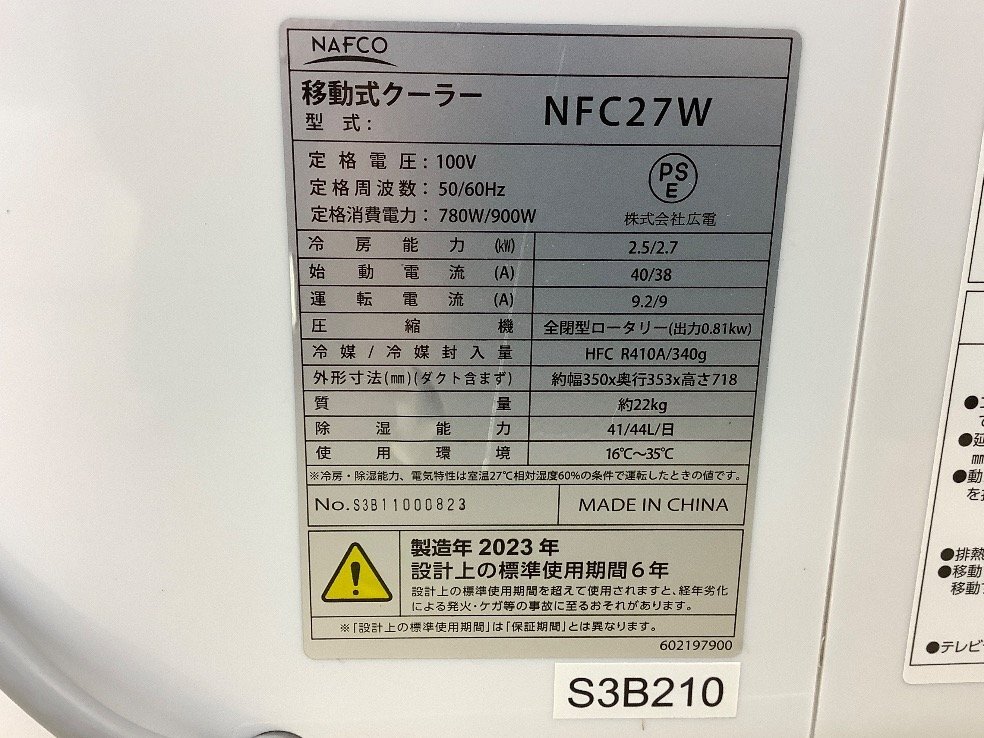 NAFCO
移動式クーラー
型式: NFC27W
定格電圧: 100V
定格周波数: 50/60Hz
定格消費電力: 780W/900W
PS
E
株式会社広電
冷房能力(kW) 2.5/2.7
始動電流(A) 40/38
運転電流(A) 9.2/9
圧縮機 全閉型ロータリー(出力0.81kw)
冷媒/冷媒封入量 HFC R410A/340g
外形寸法(mm)(ダクト含まず) 約幅350x奥行353x高さ718
質量 約22kg
除湿能力 41/44L/日
使用環境 16℃～35℃
※冷房・除湿能力、電気特性は室温27℃相対湿度60%の条件で運転したときの値です。
No. S3B11000823 MADE IN CHINA
製造年 2023 年
設計上の標準使用期間 6 年
設計上の標準使用期間を超えて使用されますと、経年劣化
による発火・ケガ等の事故に至るおそれがあります。
※「設計上の標準使用期間」は「保証期間」とは異なります。
602197900
S3B210
●延
mm
●動
●排熱
●移動
移動
●テレビ